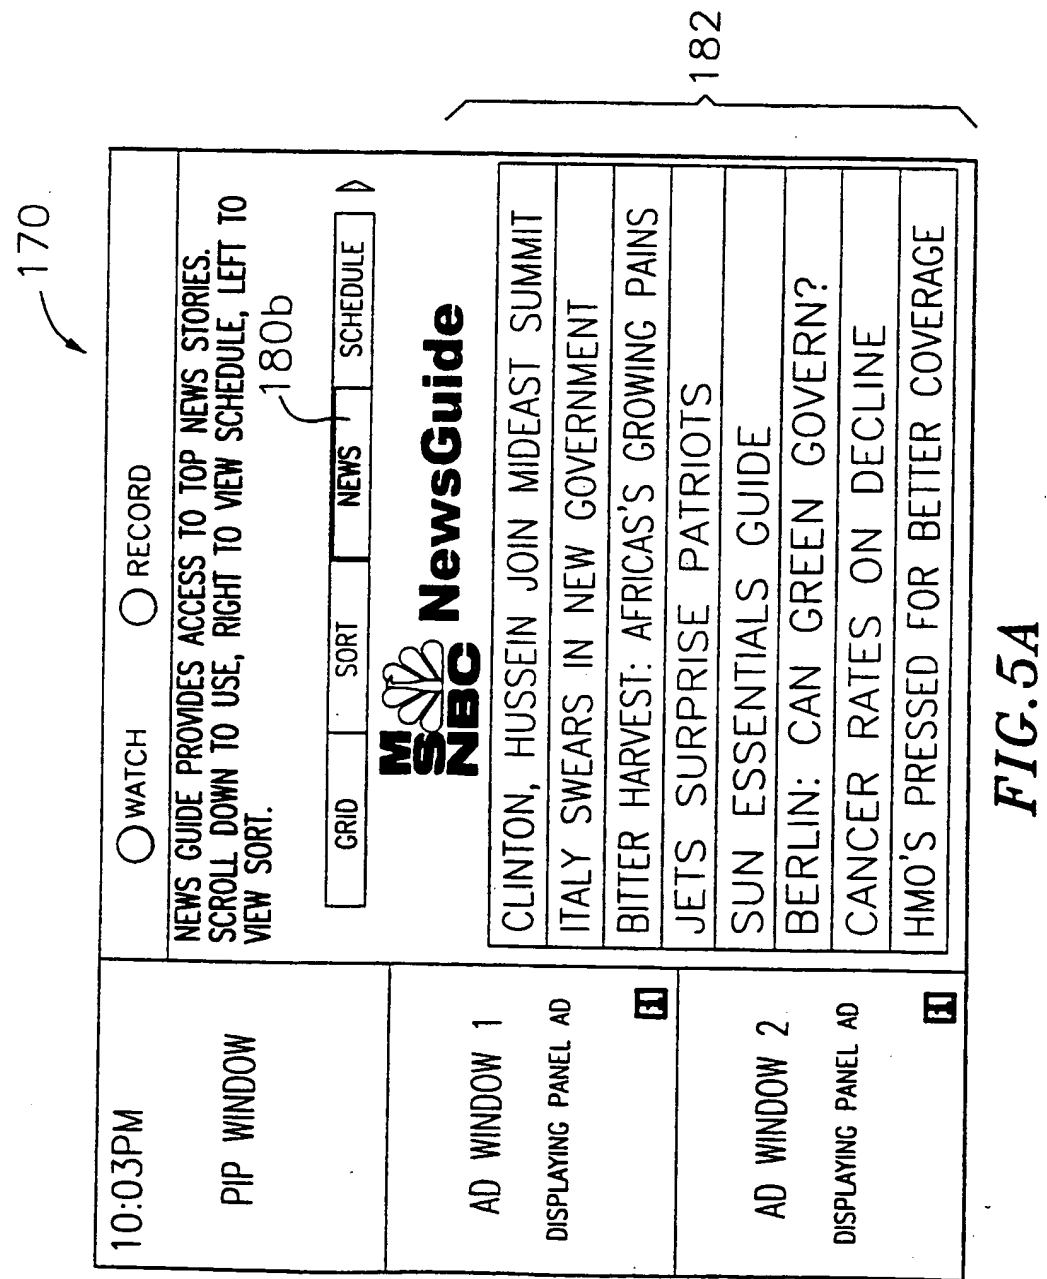 170
10:03PM
WATCH RECORD
PIP WINDOW
NEWS GUIDE PROVIDES ACCESS TO TOP NEWS STORIES.
SCROLL DOWN TO USE, RIGHT TO VIEW SCHEDULE, LEFT TO
VIEW SORT.
180b
GRID SORT NEWS SCHEDULE
MS
NBC NewsGuide
AD WINDOW 1
DISPLAYING PANEL AD
i
AD WINDOW 2
DISPLAYING PANEL AD
i
CLINTON, HUSSEIN JOIN MIDEAST SUMMIT
ITALY SWEARS IN NEW GOVERNMENT
BITTER HARVEST: AFRICAS'S GROWING PAINS
JETS SURPRISE PATRIOTS
SUN ESSENTIALS GUIDE
BERLIN: CAN GREEN GOVERN?
CANCER RATES ON DECLINE
HMO'S PRESSED FOR BETTER COVERAGE
182
FIG.5A